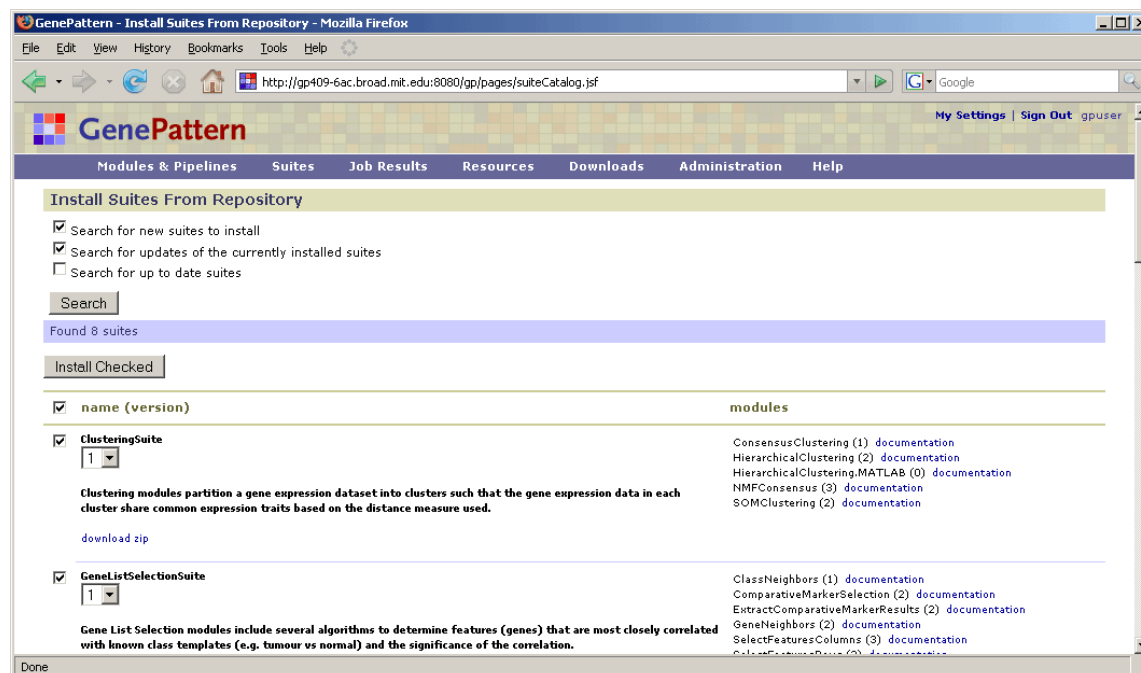 GenePattern - Install Suites From Repository - Mozilla Firefox
File Edit View History Bookmarks Tools Help
http://gp409-6ac.broad.mit.edu:8080/gp/pages/suiteCatalog.jsf
G Google
My Settings | Sign Out gpuser
GenePattern
Modules & Pipelines Suites Job Results Resources Downloads Administration Help
Install Suites From Repository
Search for new suites to install
Search for updates of the currently installed suites
Search for up to date suites
Search
Found 8 suites
Install Checked
name (version) modules
ClusteringSuite
1
Clustering modules partition a gene expression dataset into clusters such that the gene expression data in each
cluster share common expression traits based on the distance measure used.
download zip
ConsensusClustering (1) documentation
HierarchicalClustering (2) documentation
HierarchicalClustering.MATLAB (0) documentation
NMFConsensus (3) documentation
SOMClustering (2) documentation
GeneListSelectionSuite
1
Gene List Selection modules include several algorithms to determine features (genes) that are most closely correlated
with known class templates (e.g. tumour vs normal) and the significance of the correlation.
ClassNeighbors (1) documentation
ComparativeMarkerSelection (2) documentation
ExtractComparativeMarkerResults (2) documentation
GeneNeighbors (2) documentation
SelectFeaturesColumns (3) documentation
Done